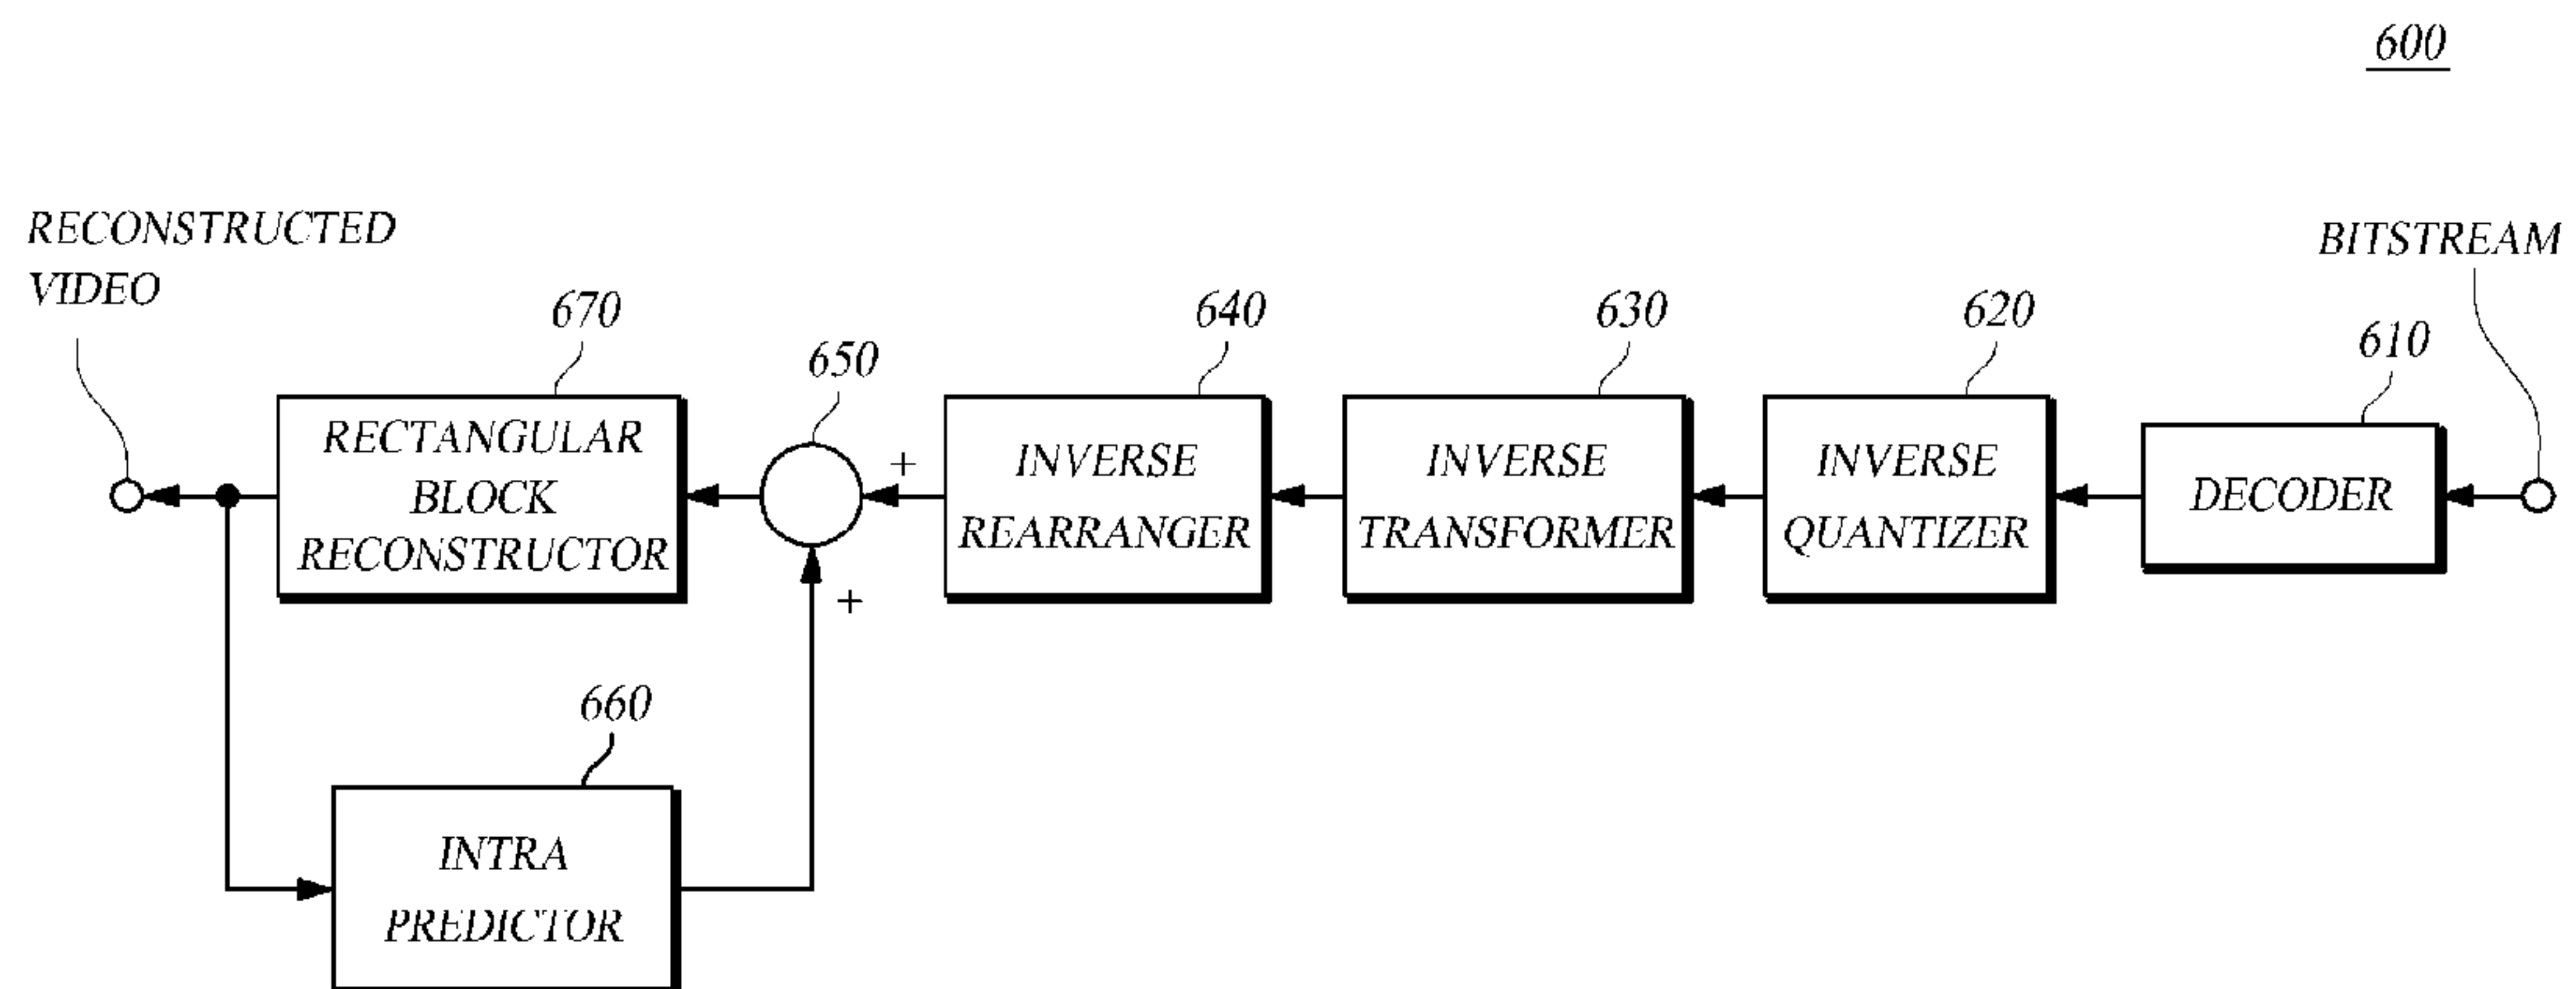 600
RECONSTRUCTED
VIDEO
BITSTREAM
670
650
640
630
620
610
RECTANGULAR
BLOCK
RECONSTRUCTOR
+
+
INVERSE
REARRANGER
INVERSE
TRANSFORMER
INVERSE
QUANTIZER
DECODER
660
INTRA
PREDICTOR